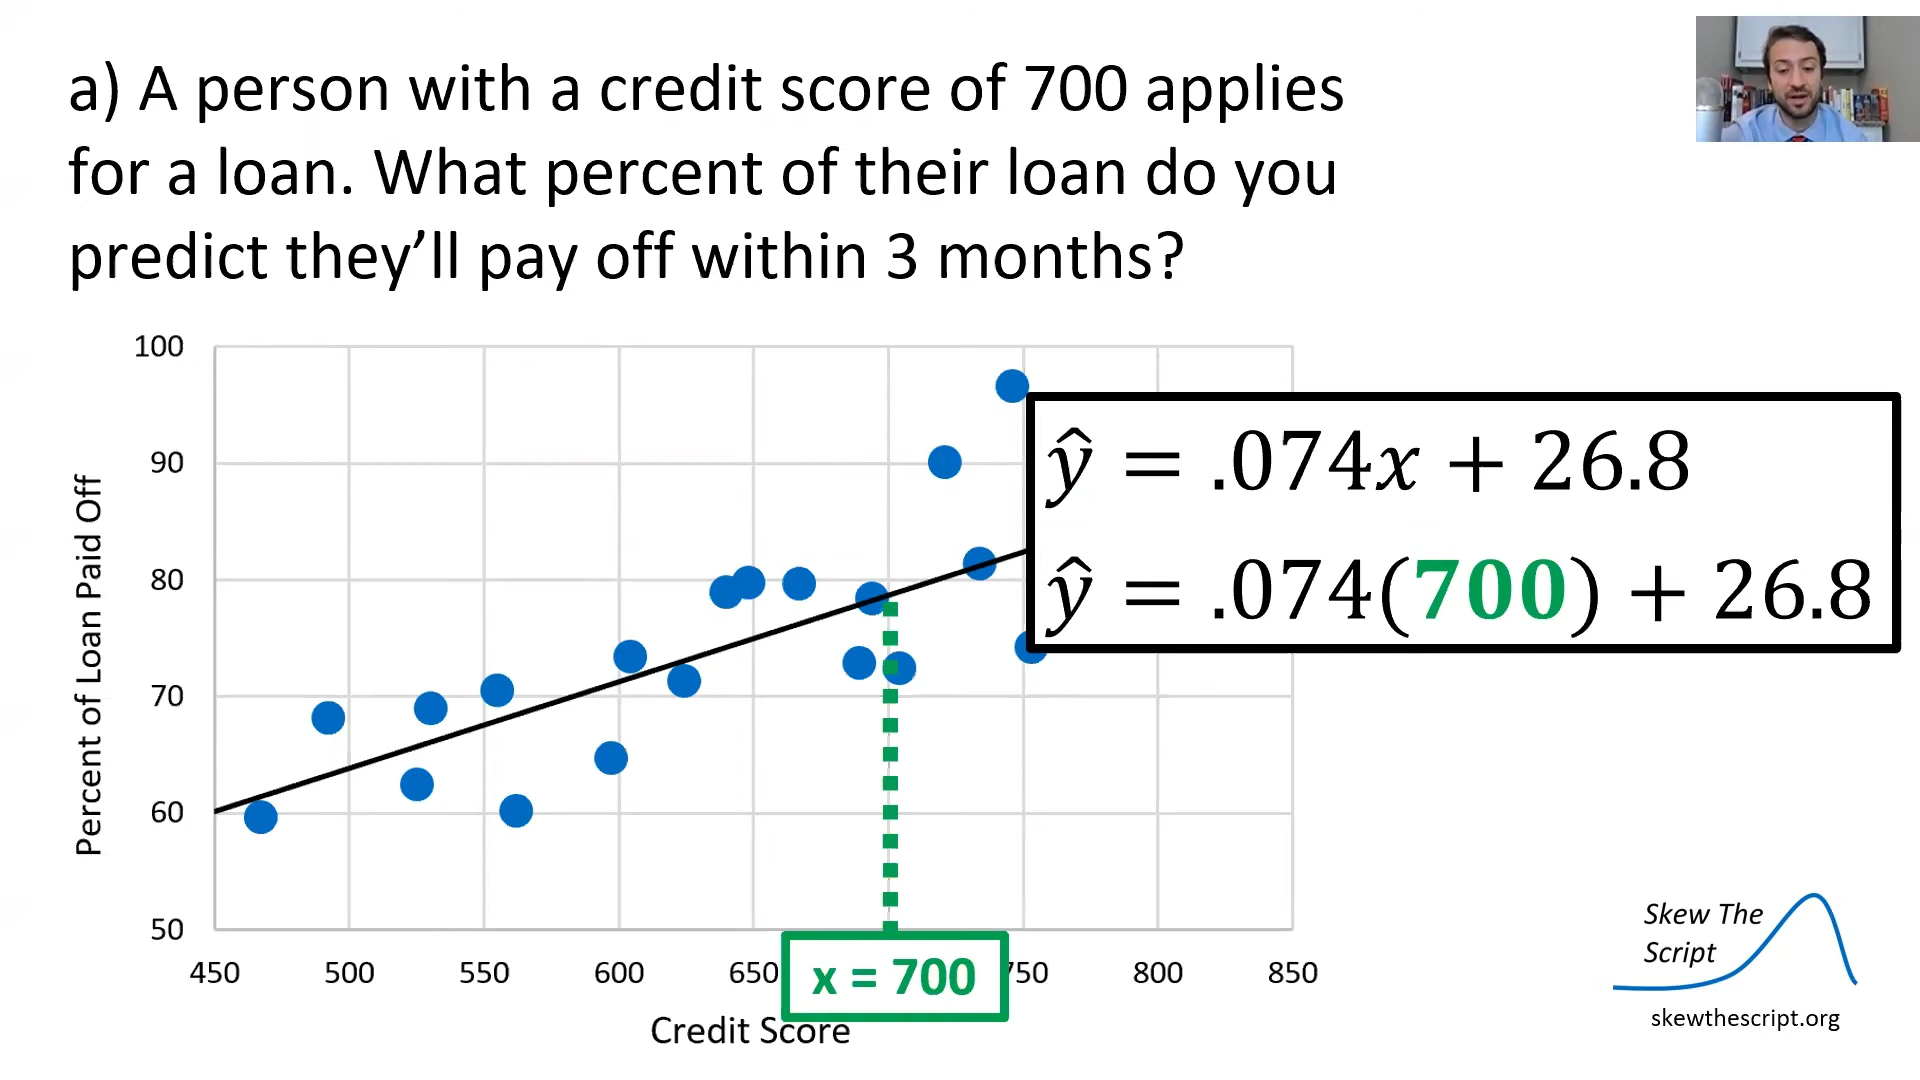 a) A person with a credit score of 700 applies
for a loan. What percent of their loan do you
predict they’ll pay off within 3 months?
100
90
80
70
60
50
Percent of Loan Paid Off
ŷ = .074x + 26.8
ŷ = .074(700) + 26.8
450 500 550 600 650 750 800 850
x = 700
Credit Score
Skew The
Script
skewthescript.org